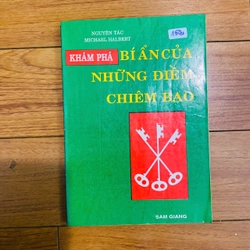 NGUYÊN TÁC
MICHAEL HALBERT
KHÁM PHÁ BÍ ẨN CỦA
NHỮNG ĐIỀM
CHIÊM BAO
SAM GIANG